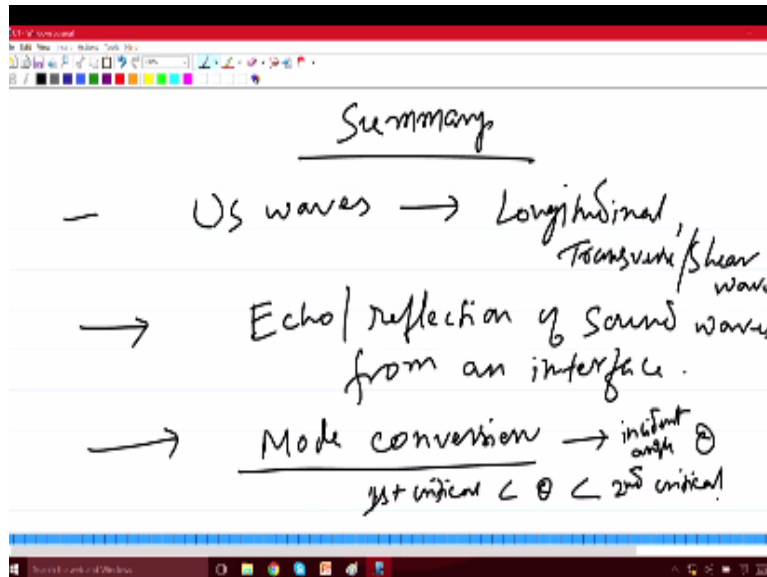 Summary
– US waves → Longitudinal,
Transverse/Shear
wave
→ Echo/reflection of sound waves
from an interface.
→ Mode conversion → incident
angle θ
1st critical < θ < 2nd critical